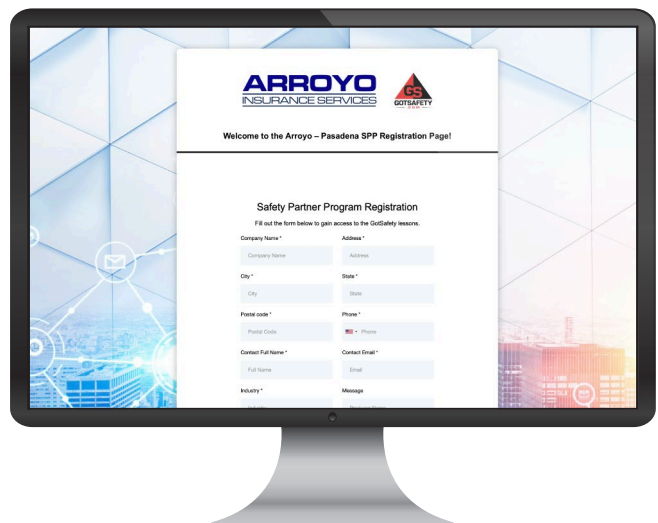 ARROYO
INSURANCE SERVICES
GS
GOTSAFETY
.COM
Welcome to the Arroyo – Pasadena SPP Registration Page!
Safety Partner Program Registration
Fill out the form below to gain access to the GotSafety lessons.
Company Name * Address *
Company Name Address
City * State *
City State
Postal code * Phone *
Postal Code Phone
Contact Full Name * Contact Email *
Full Name Email
Industry * Message